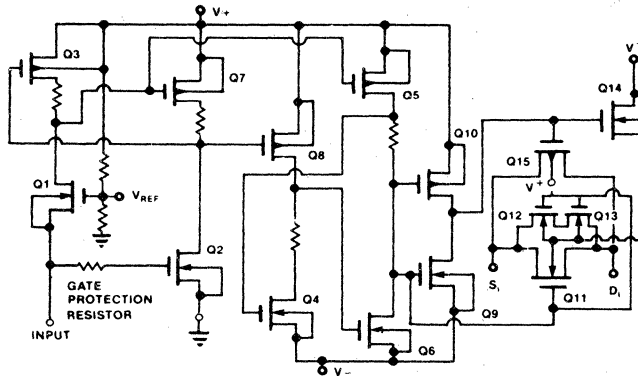 V+
Q3
Q7
Q5
V
Q14
Q10
Q8
Q15
V+
Q1
VREF
Q12
Q13
Q2
Q4
S₁
D₁
Q11
GATE
PROTECTION
RESISTOR
Q9
INPUT
Q6
V-